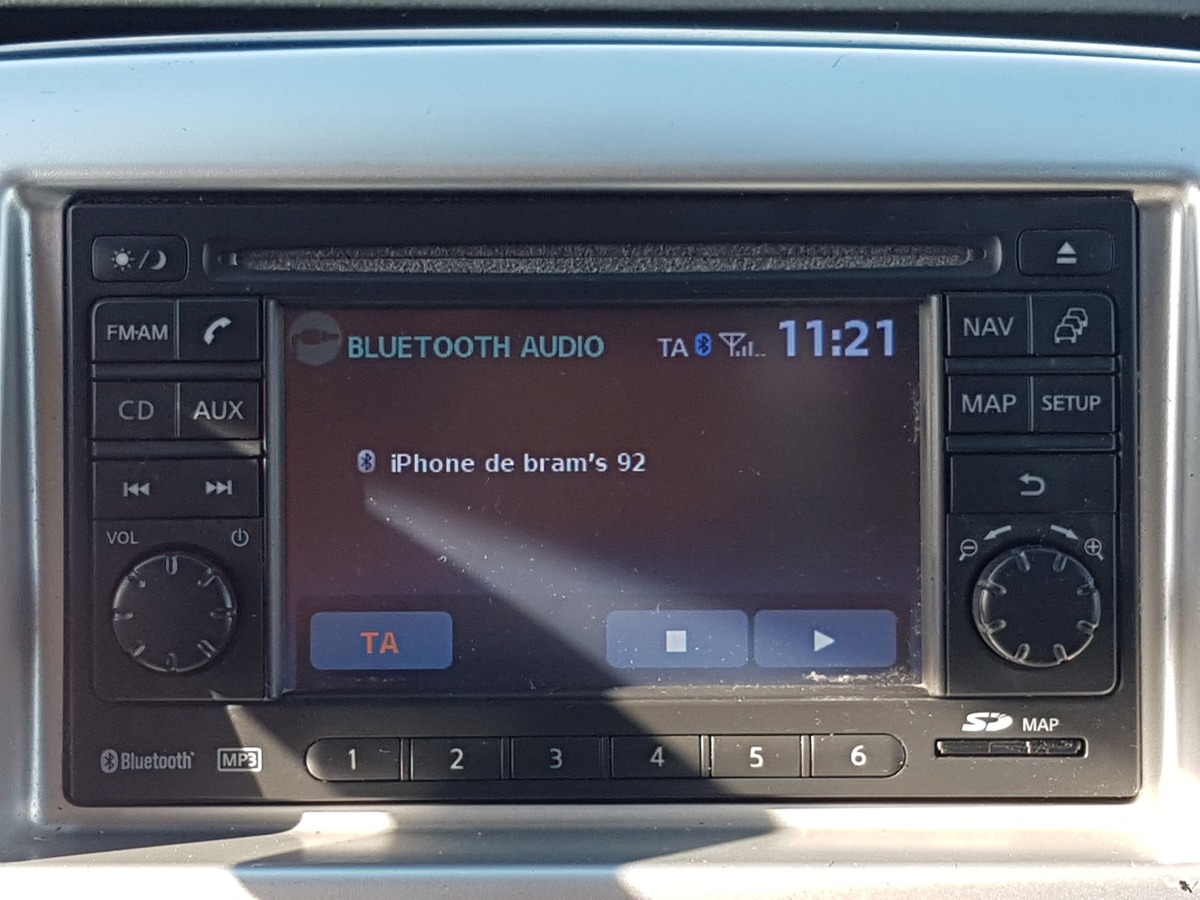 FM·AM
CD AUX
VOL
BLUETOOTH AUDIO TA 11:21
iPhone de bram's 92
TA
NAV
MAP SETUP
SD MAP
Bluetooth MP3
1 2 3 4 5 6